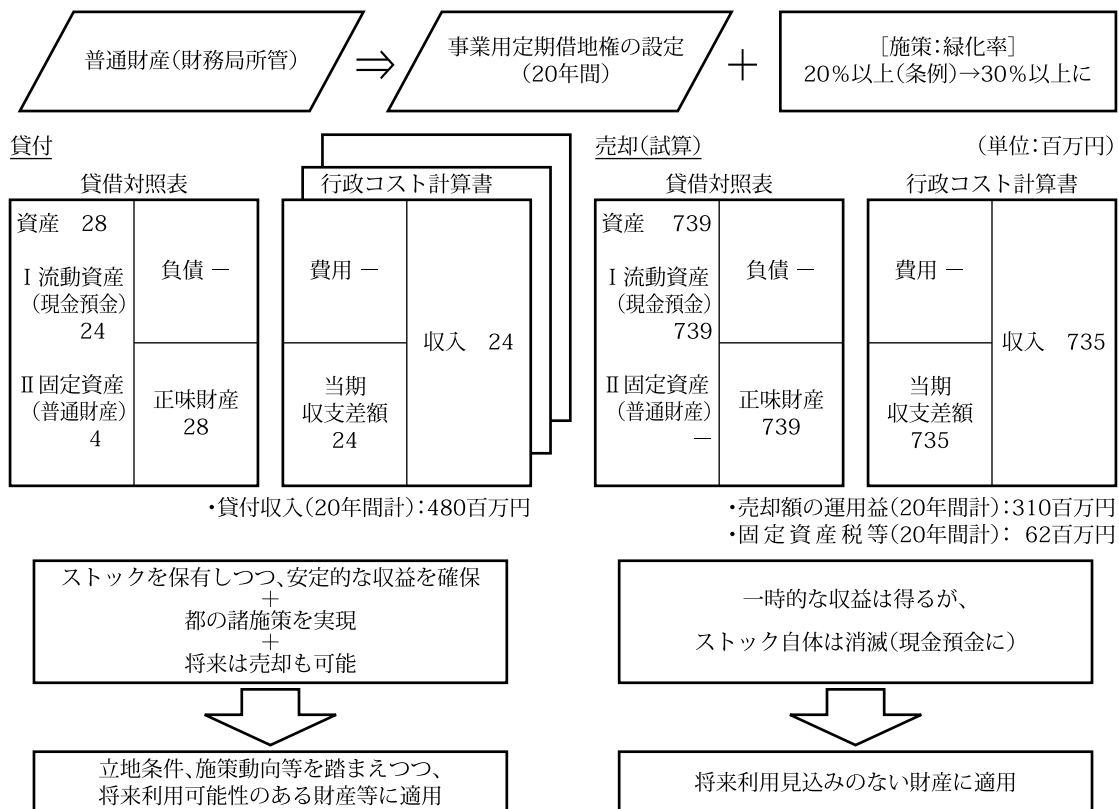 普通財産(財務局所管)
⇒
事業用定期借地権の設定
(20年間)
+
[施策:緑化率]
20%以上(条例)→30%以上に
貸付
貸借対照表
資産 28
Ⅰ流動資産
(現金預金)
24
Ⅱ固定資産
(普通財産)
4
負債 −
正味財産
28
行政コスト計算書
費用 −
当期
収支差額
24
収入 24
・貸付収入(20年間計):480百万円
売却(試算)
(単位:百万円)
貸借対照表
資産 739
Ⅰ流動資産
(現金預金)
739
Ⅱ固定資産
(普通財産)
−
負債 −
正味財産
739
行政コスト計算書
費用 −
当期
収支差額
735
収入 735
・売却額の運用益(20年間計):310百万円
・固定資産税等(20年間計): 62百万円
ストックを保有しつつ、安定的な収益を確保
+
都の諸施策を実現
+
将来は売却も可能
立地条件、施策動向等を踏まえつつ、
将来利用可能性のある財産等に適用
一時的な収益は得るが、
ストック自体は消滅(現金預金に)
将来利用見込みのない財産に適用